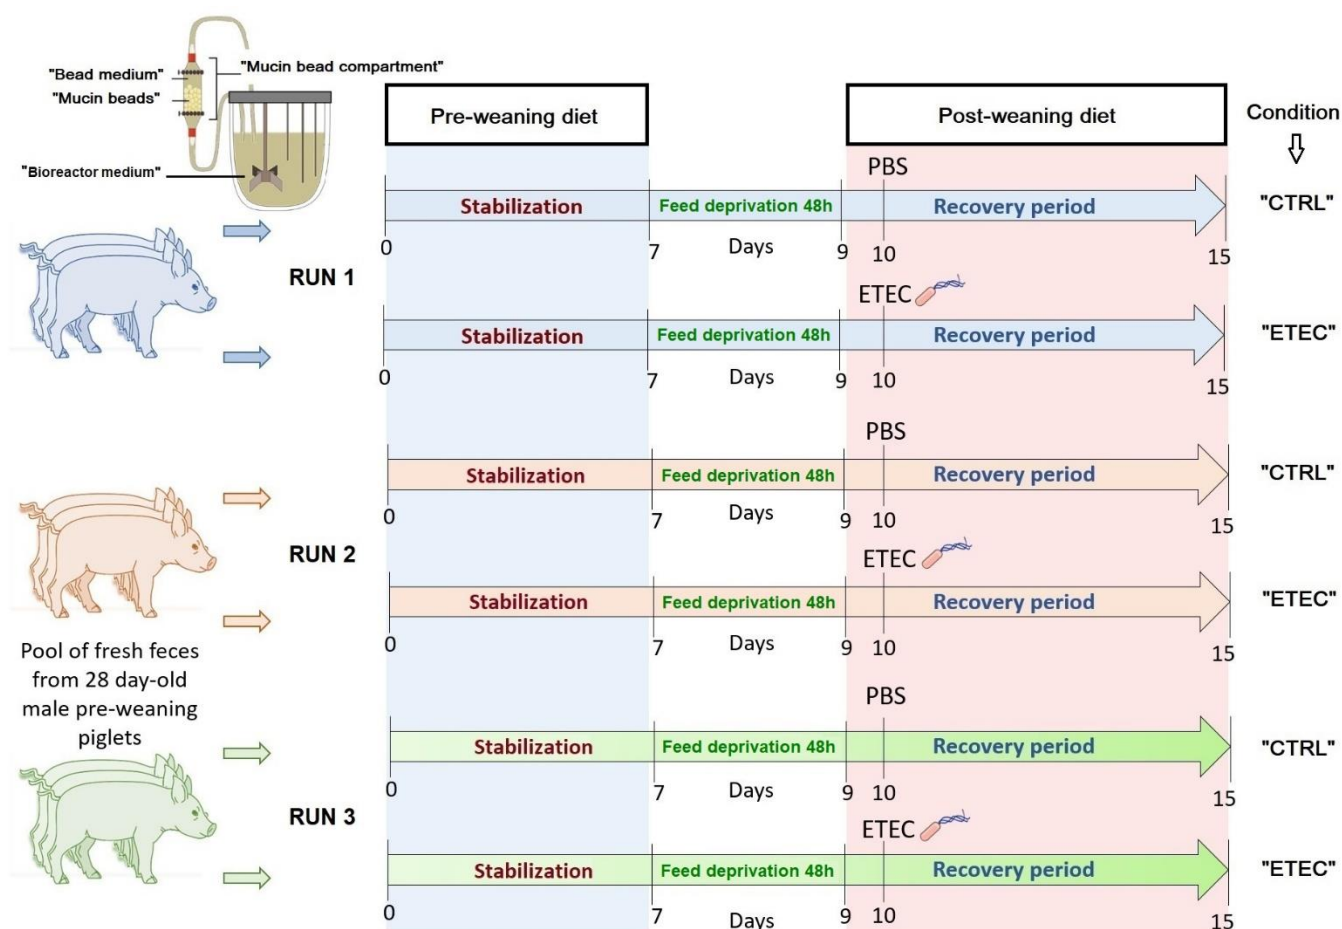 "Bead medium"
"Mucin beads"
"Mucin bead compartment"
"Bioreactor medium"
Pre-weaning diet
Post-weaning diet
Condition
PBS
Stabilization
Feed deprivation 48h
Recovery period
"CTRL"
0
7
Days
9
10
15
RUN 1
ETEC
Stabilization
Feed deprivation 48h
Recovery period
"ETEC"
0
7
Days
9
10
15
PBS
Stabilization
Feed deprivation 48h
Recovery period
"CTRL"
0
7
Days
9
10
15
RUN 2
ETEC
Stabilization
Feed deprivation 48h
Recovery period
"ETEC"
0
7
Days
9
10
15
Pool of fresh feces
from 28 day-old
male pre-weaning
piglets
PBS
Stabilization
Feed deprivation 48h
Recovery period
"CTRL"
0
7
Days
9
10
15
RUN 3
ETEC
Stabilization
Feed deprivation 48h
Recovery period
"ETEC"
0
7
Days
9
10
15